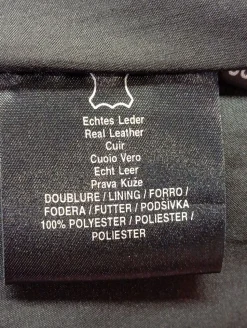 Echtes Leder
Real Leather
Cuir
Cuoio Vero
Echt Leer
Prava Kuže
DOUBLURE / LINING / FORRO /
FODERA / FUTTER / PODŠIVKA
100% POLYESTER / POLIESTER /
POLIESTER